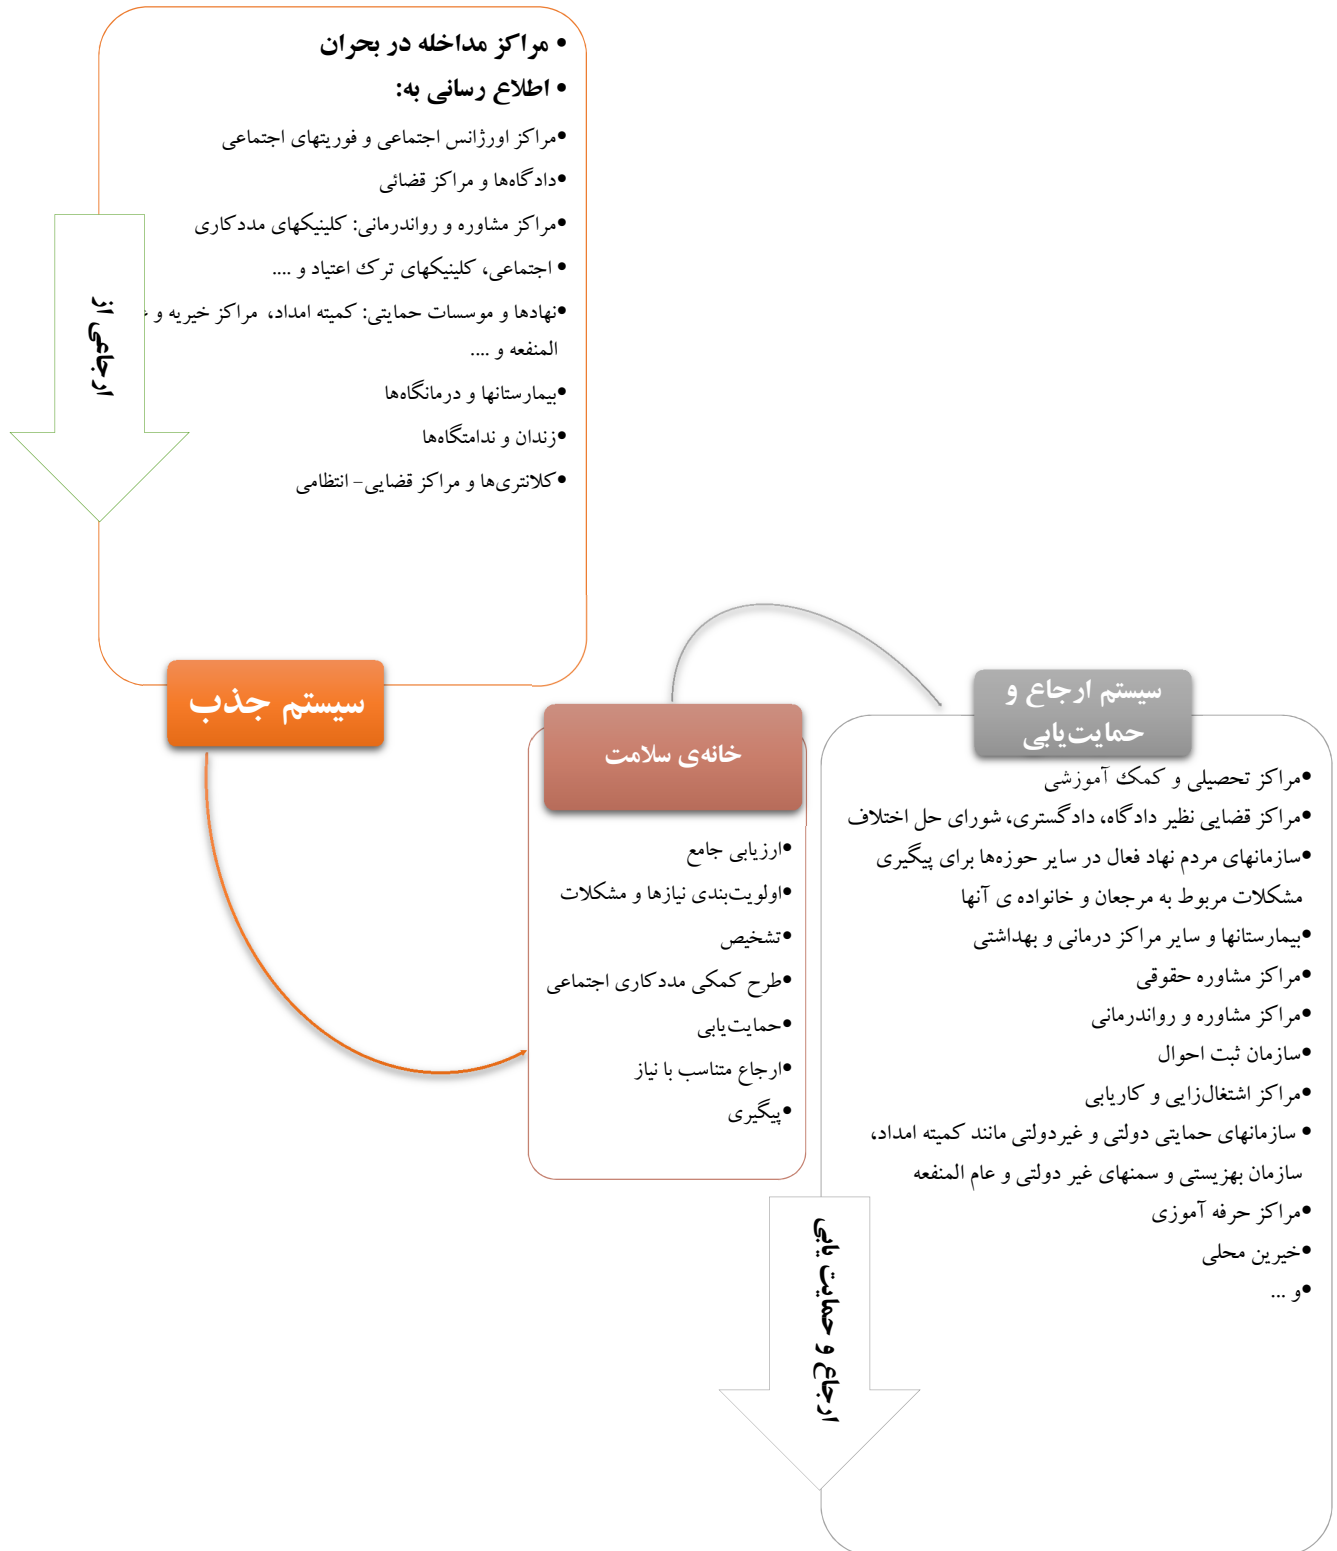 • مراکز مداخله در بحران
• اطلاع رسانی به:
•مراکز اورژانس اجتماعی و فوریتهای اجتماعی
•دادگاه‌ها و مراکز قضائی
•مراکز مشاوره و رواندرمانی: کلینیکهای مددکاری
• اجتماعی، کلینیکهای ترک اعتیاد و ....
•نهادها و موسسات حمایتی: کمیته امداد، مراکز خیریه و
المنفعه و ....
•بیمارستانها و درمانگاه‌ها
•زندان و ندامتگاه‌ها
•کلانتری‌ها و مراکز قضایی- انتظامی
ارجاعی از
سیستم جذب
خانه‌ی سلامت
•ارزیابی جامع
•اولویت‌بندی نیازها و مشکلات
•تشخیص
•طرح کمکی مددکاری اجتماعی
•حمایت‌یابی
•ارجاع متناسب با نیاز
•پیگیری
سیستم ارجاع و
حمایت‌یابی
•مراکز تحصیلی و کمک آموزشی
•مراکز قضایی نظیر دادگاه، دادگستری، شورای حل اختلاف
•سازمانهای مردم نهاد فعال در سایر حوزه‌ها برای پیگیری
مشکلات مربوط به مرجعان و خانواده ی آنها
•بیمارستانها و سایر مراکز درمانی و بهداشتی
•مراکز مشاوره حقوقی
•مراکز مشاوره و رواندرمانی
•سازمان ثبت احوال
•مراکز اشتغال‌زایی و کاریابی
• سازمانهای حمایتی دولتی و غیردولتی مانند کمیته امداد،
سازمان بهزیستی و سمنهای غیر دولتی و عام المنفعه
•مراکز حرفه آموزی
•خیرین محلی
•و ...
ارجاع و حمایت یابی